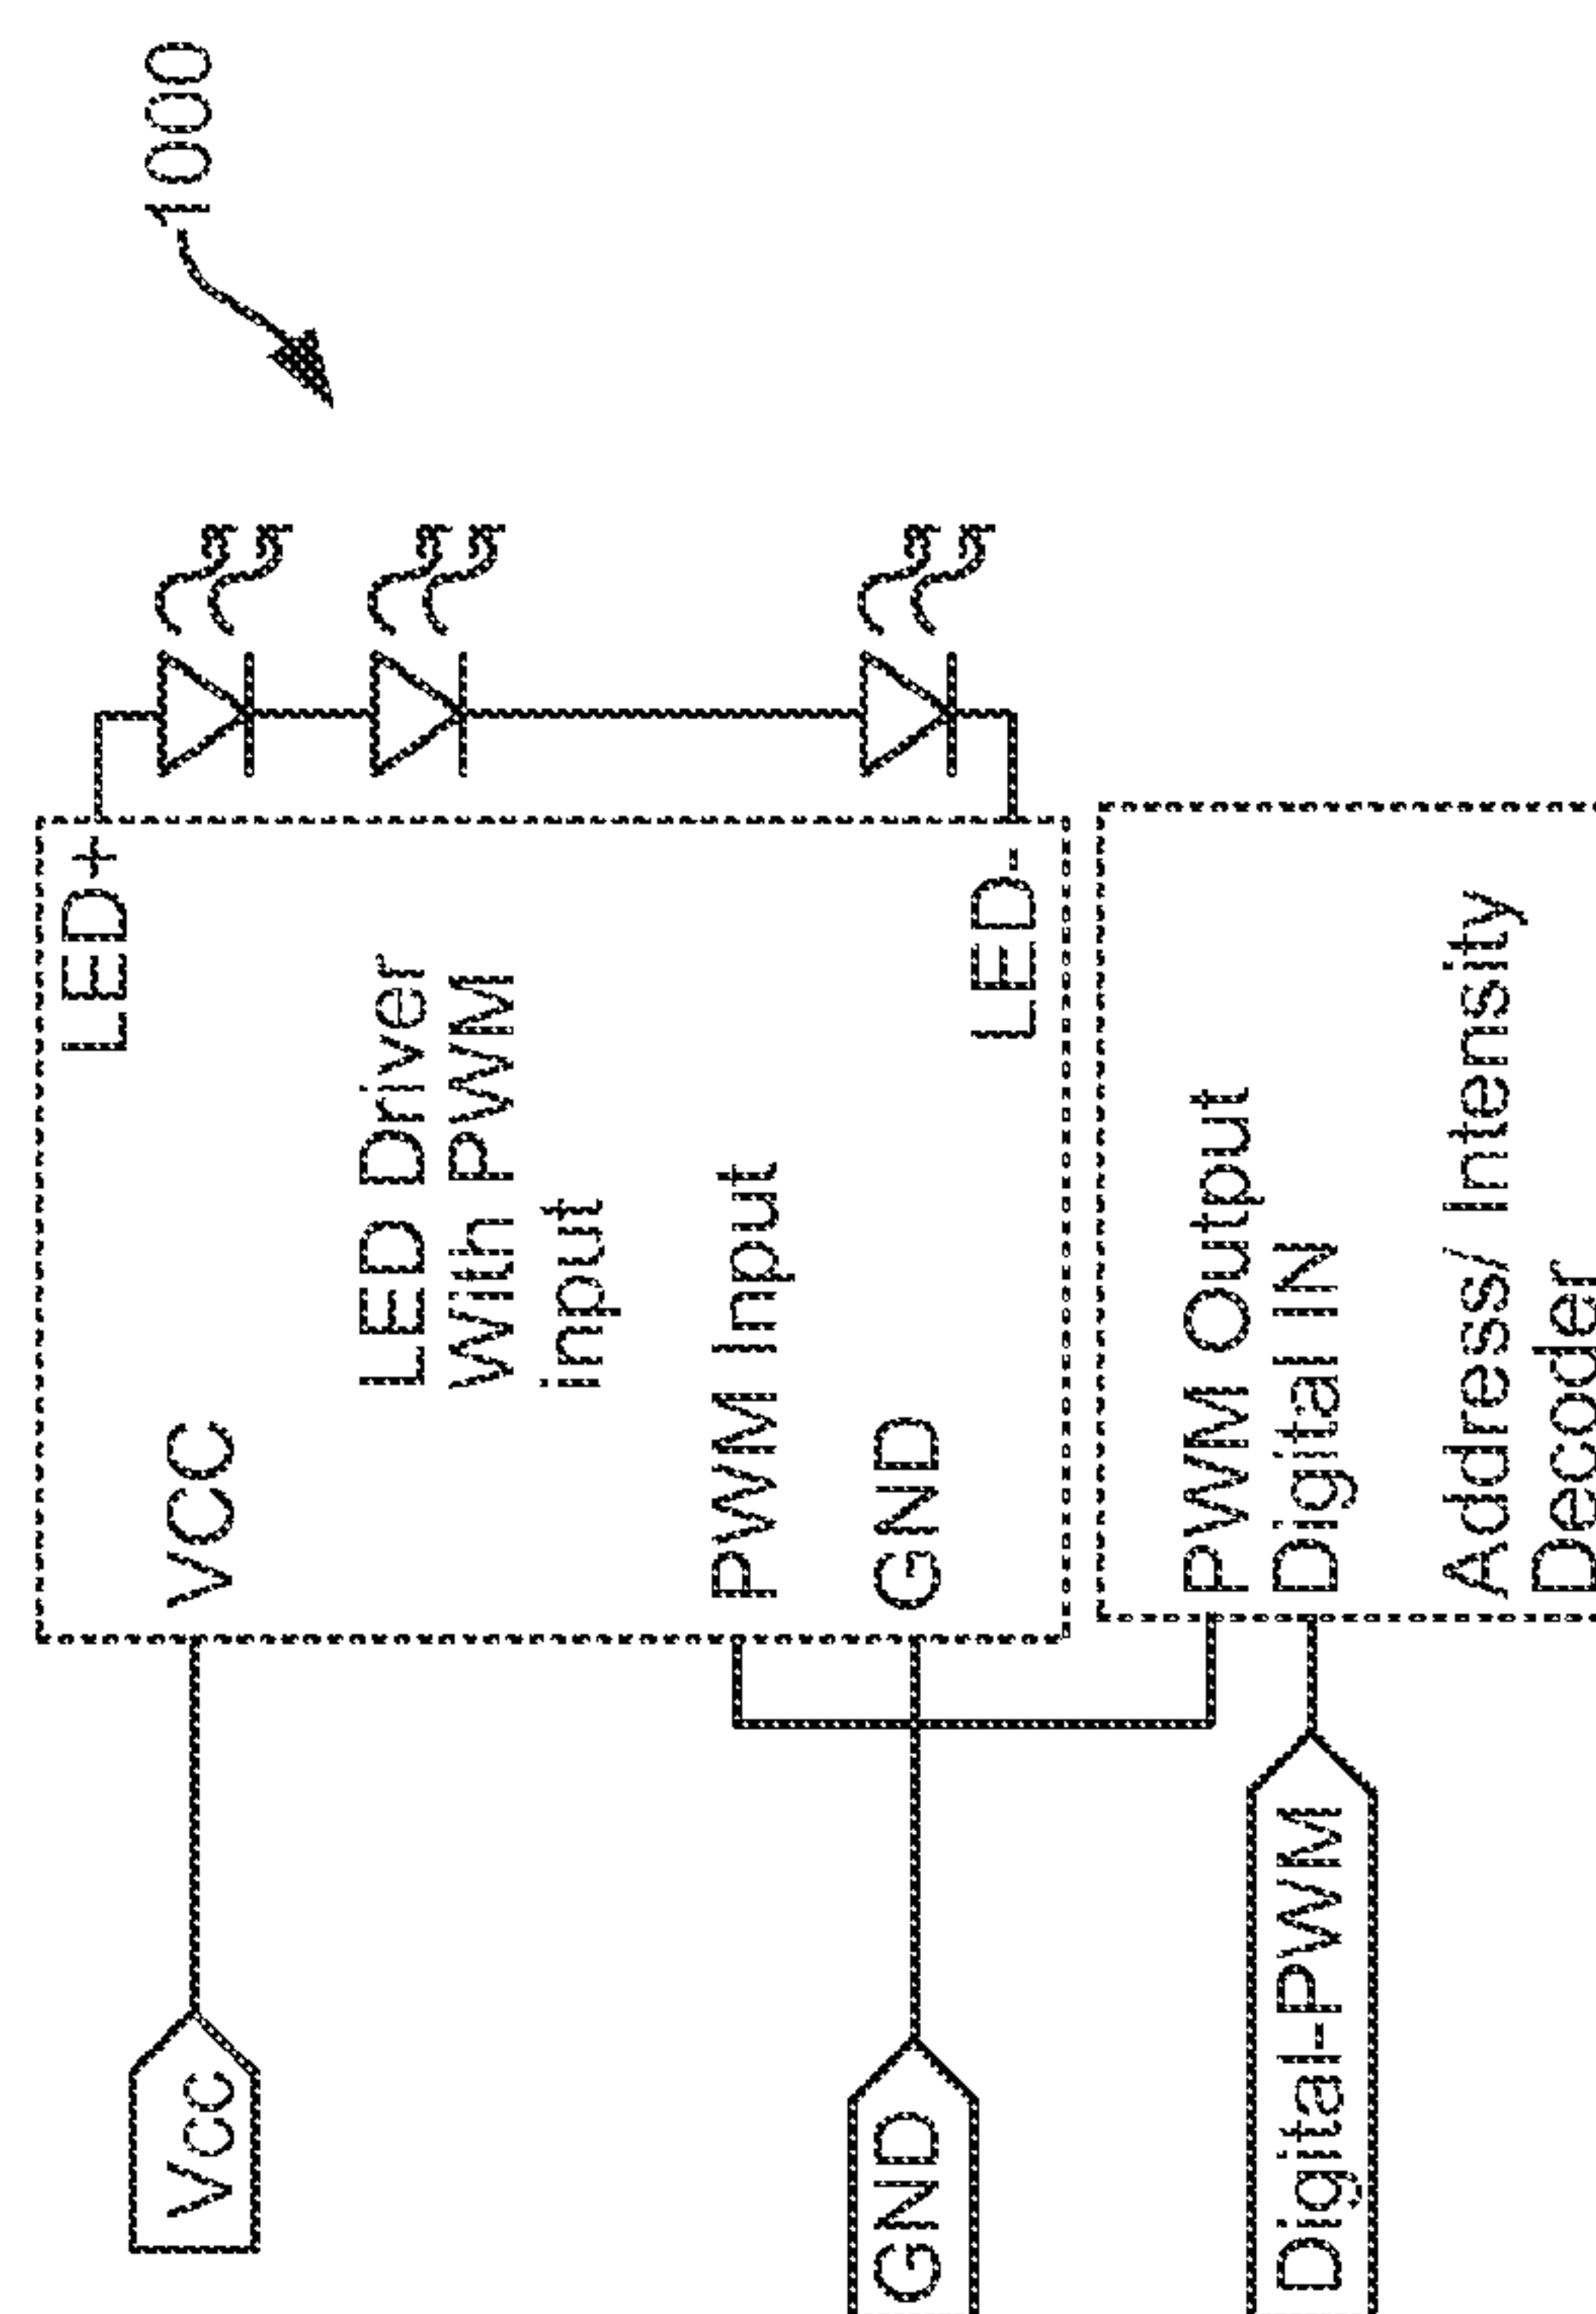 1000
LED+
Vcc
VCC
LED Driver
With PWM
input
PWM Input
GND
GND
LED-
PWM Output
Digital-PWM
Digital IN
Address/ Intensity
Decoder